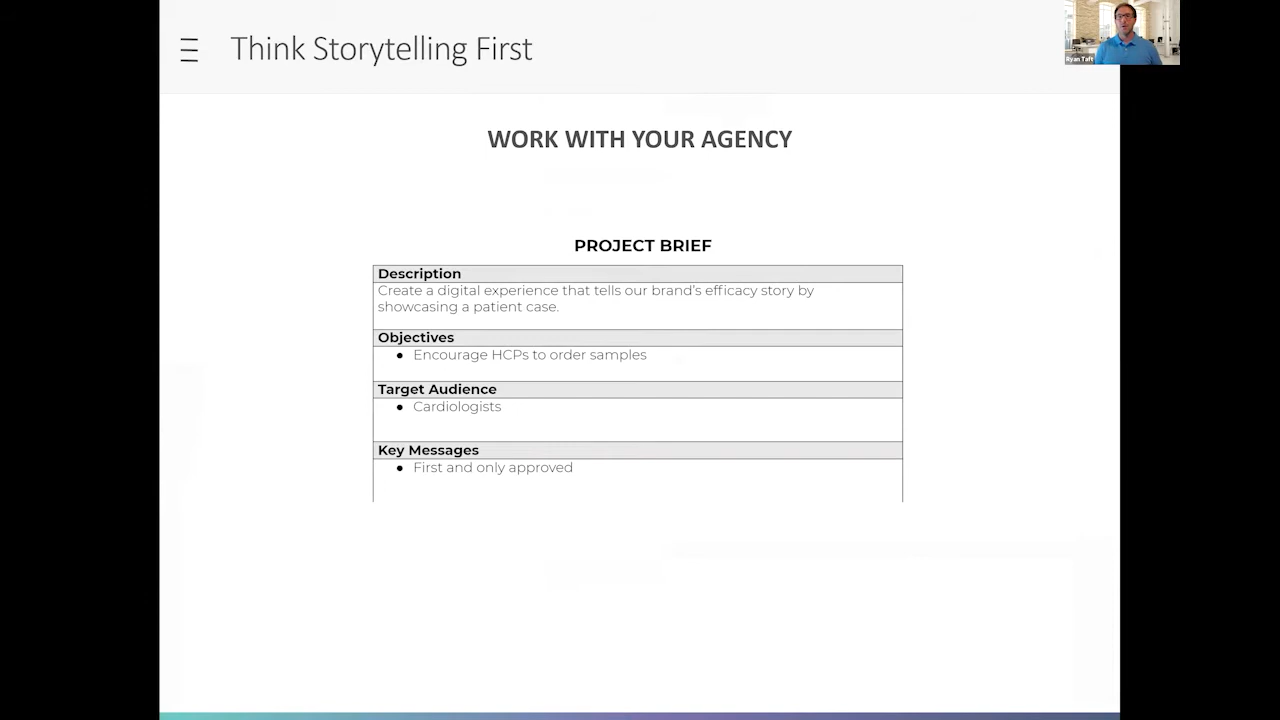 Think Storytelling First
Ryan Taft
WORK WITH YOUR AGENCY
PROJECT BRIEF
Description
Create a digital experience that tells our brand's efficacy story by
showcasing a patient case.
Objectives
● Encourage HCPs to order samples
Target Audience
● Cardiologists
Key Messages
● First and only approved